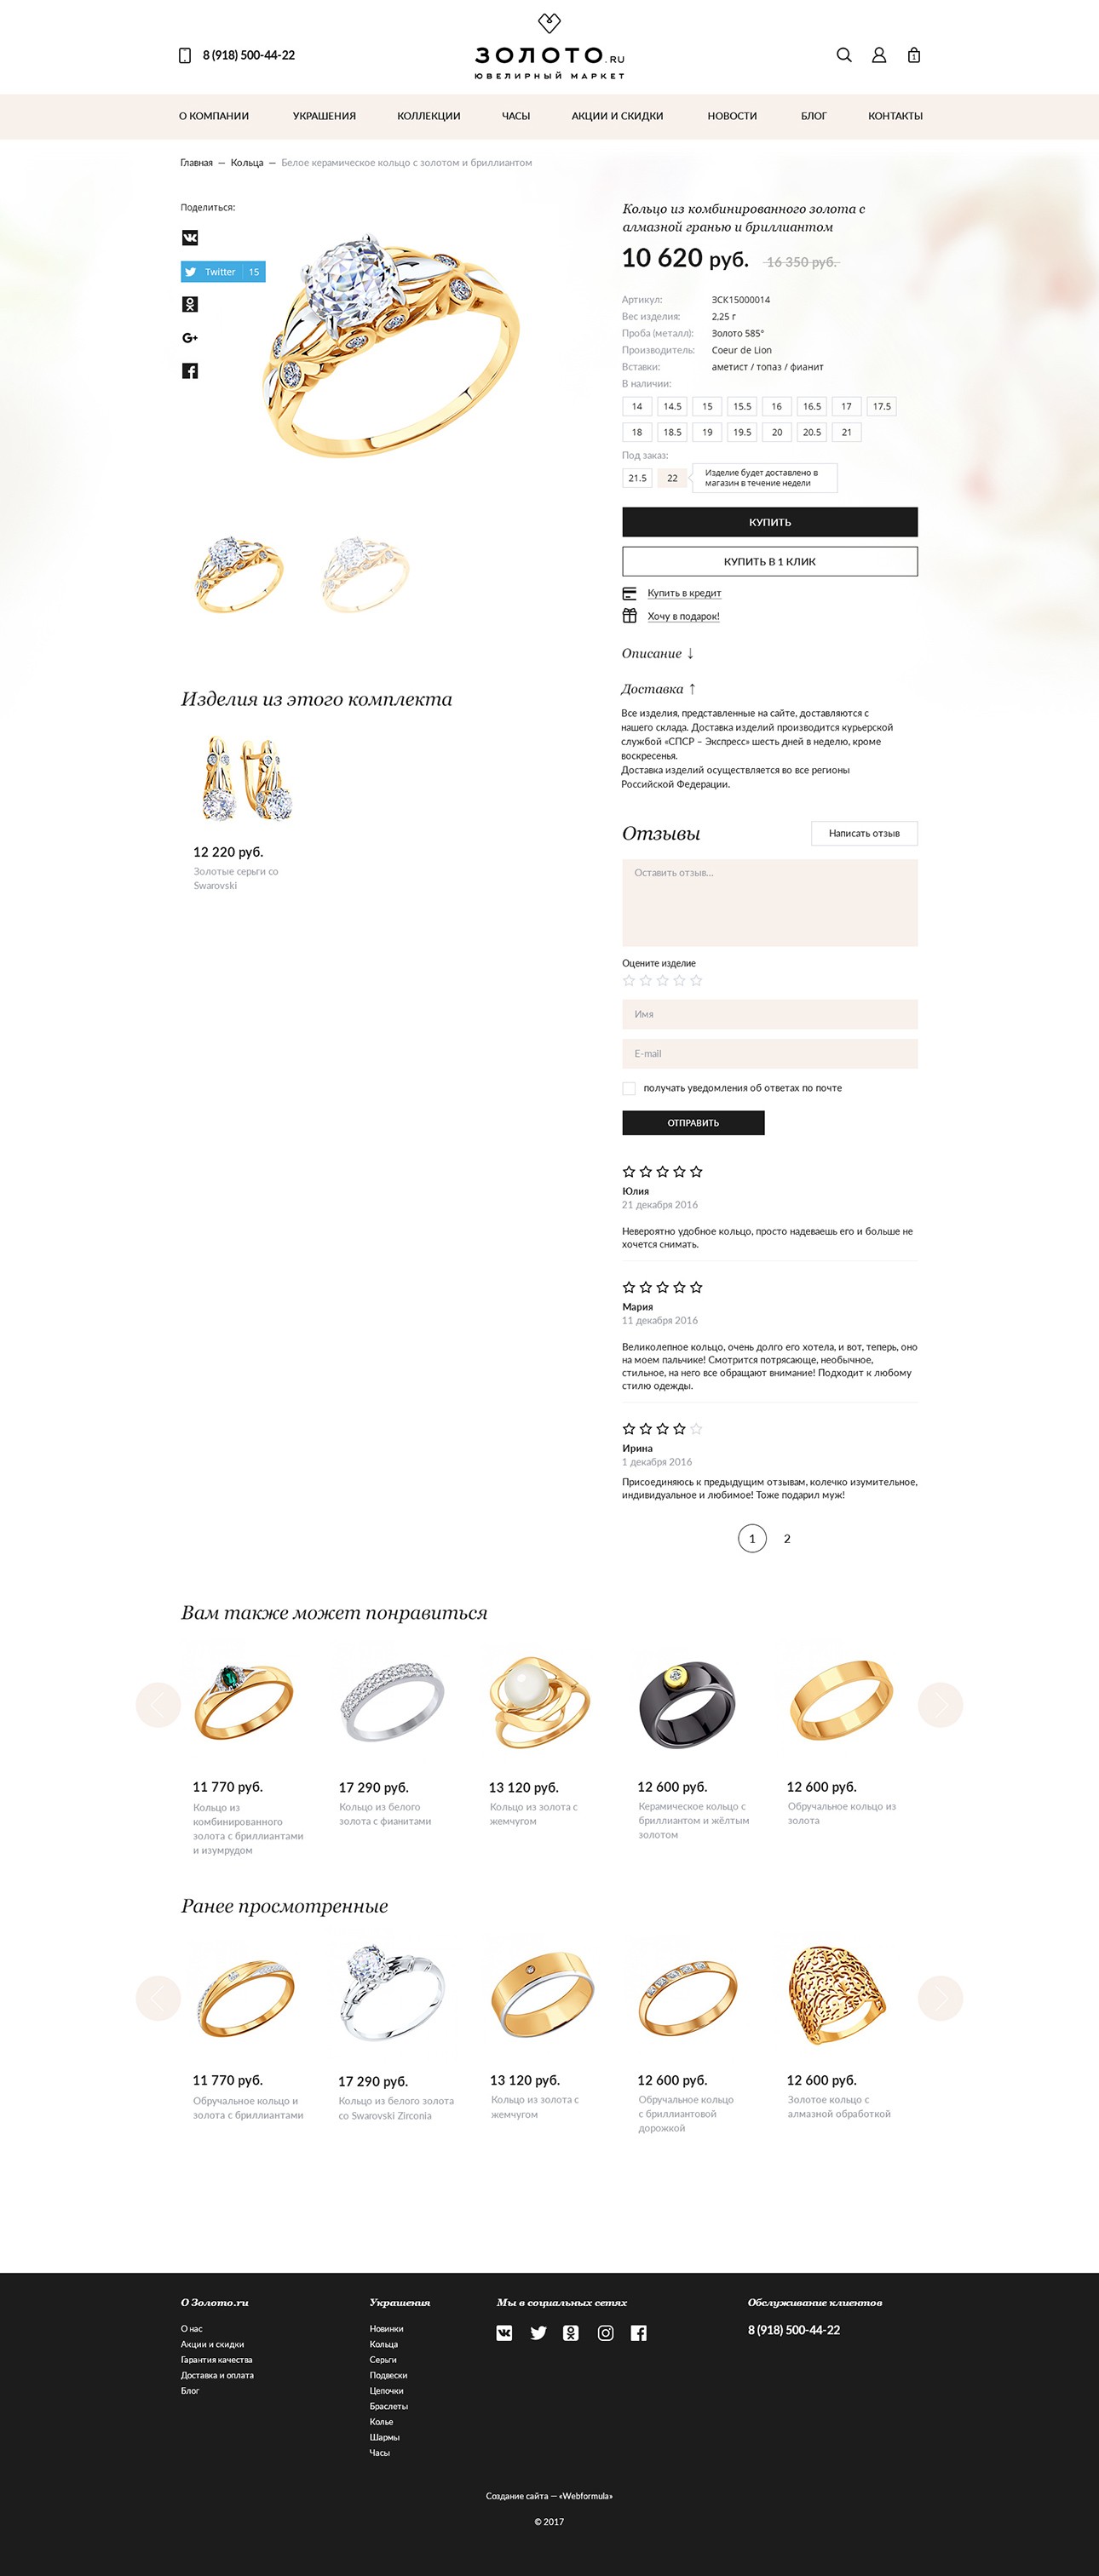 8 (918) 500-44-22
ЗОЛОТО.RU
ЮВЕЛИРНЫЙ МАРКЕТ
1
О КОМПАНИИ УКРАШЕНИЯ КОЛЛЕКЦИИ ЧАСЫ АКЦИИ И СКИДКИ НОВОСТИ БЛОГ КОНТАКТЫ
Главная — Кольца — Белое керамическое кольцо с золотом и бриллиантом
Поделиться:
Twitter 15
Кольцо из комбинированного золота с
алмазной гранью и бриллиантом
10 620 руб. 16 350 руб.
Артикул: ЗСК15000014
Вес изделия: 2,25 г
Проба (металл): Золото 585°
Производитель: Coeur de Lion
Вставки: аметист / топаз / фианит
В наличии:
14 14.5 15 15.5 16 16.5 17 17.5
18 18.5 19 19.5 20 20.5 21
Под заказ:
21.5 22
Изделие будет доставлено в
магазин в течение недели
КУПИТЬ
КУПИТЬ В 1 КЛИК
Купить в кредит
Хочу в подарок!
Описание ↓
Доставка ↑
Все изделия, представленные на сайте, доставляются с
нашего склада. Доставка изделий производится курьерской
службой «СПСР – Экспресс» шесть дней в неделю, кроме
воскресенья.
Доставка изделий осуществляется во все регионы
Российской Федерации.
Изделия из этого комплекта
12 220 руб.
Золотые серьги со
Swarovski
Отзывы
Написать отзыв
Оставить отзыв...
Оцените изделие
Имя
E-mail
получать уведомления об ответах по почте
ОТПРАВИТЬ
Юлия
21 декабря 2016
Невероятно удобное кольцо, просто надеваешь его и больше не
хочется снимать.
Мария
11 декабря 2016
Великолепное кольцо, очень долго его хотела, и вот, теперь, оно
на моем пальчике! Смотрится потрясающе, необычное,
стильное, на него все обращают внимание! Подходит к любому
стилю одежды.
Ирина
1 декабря 2016
Присоединяюсь к предыдущим отзывам, колечко изумительное,
индивидуальное и любимое! Тоже подарил муж!
1 2
Вам также может понравиться
11 770 руб.
Кольцо из
комбинированного
золота с бриллиантами
и изумрудом
17 290 руб.
Кольцо из белого
золота с фианитами
13 120 руб.
Кольцо из золота с
жемчугом
12 600 руб.
Керамическое кольцо с
бриллиантом и жёлтым
золотом
12 600 руб.
Обручальное кольцо из
золота
Ранее просмотренные
11 770 руб.
Обручальное кольцо и
золота с бриллиантами
17 290 руб.
Кольцо из белого золота
со Swarovski Zirconia
13 120 руб.
Кольцо из золота с
жемчугом
12 600 руб.
Обручальное кольцо
с бриллиантовой
дорожкой
12 600 руб.
Золотое кольцо с
алмазной обработкой
О Золото.ru
О нас
Акции и скидки
Гарантия качества
Доставка и оплата
Блог
Украшения
Новинки
Кольца
Серьги
Подвески
Цепочки
Браслеты
Колье
Шармы
Часы
Мы в социальных сетях
Обслуживание клиентов
8 (918) 500-44-22
Создание сайта — «Webformula»
© 2017